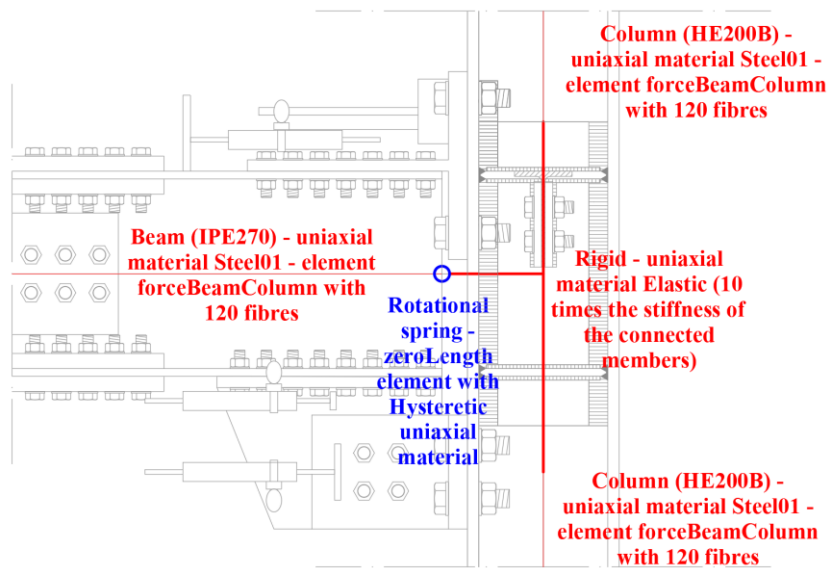 Column (HE200B) -
uniaxial material Steel01 -
element forceBeamColumn
with 120 fibres
Beam (IPE270) - uniaxial
material Steel01 - element
forceBeamColumn with
120 fibres
Rotational
spring -
zeroLength
element with
Hysteretic
uniaxial
material
Rigid - uniaxial
material Elastic (10
times the stiffness of
the connected
members)
Column (HE200B) -
uniaxial material Steel01 -
element forceBeamColumn
with 120 fibres